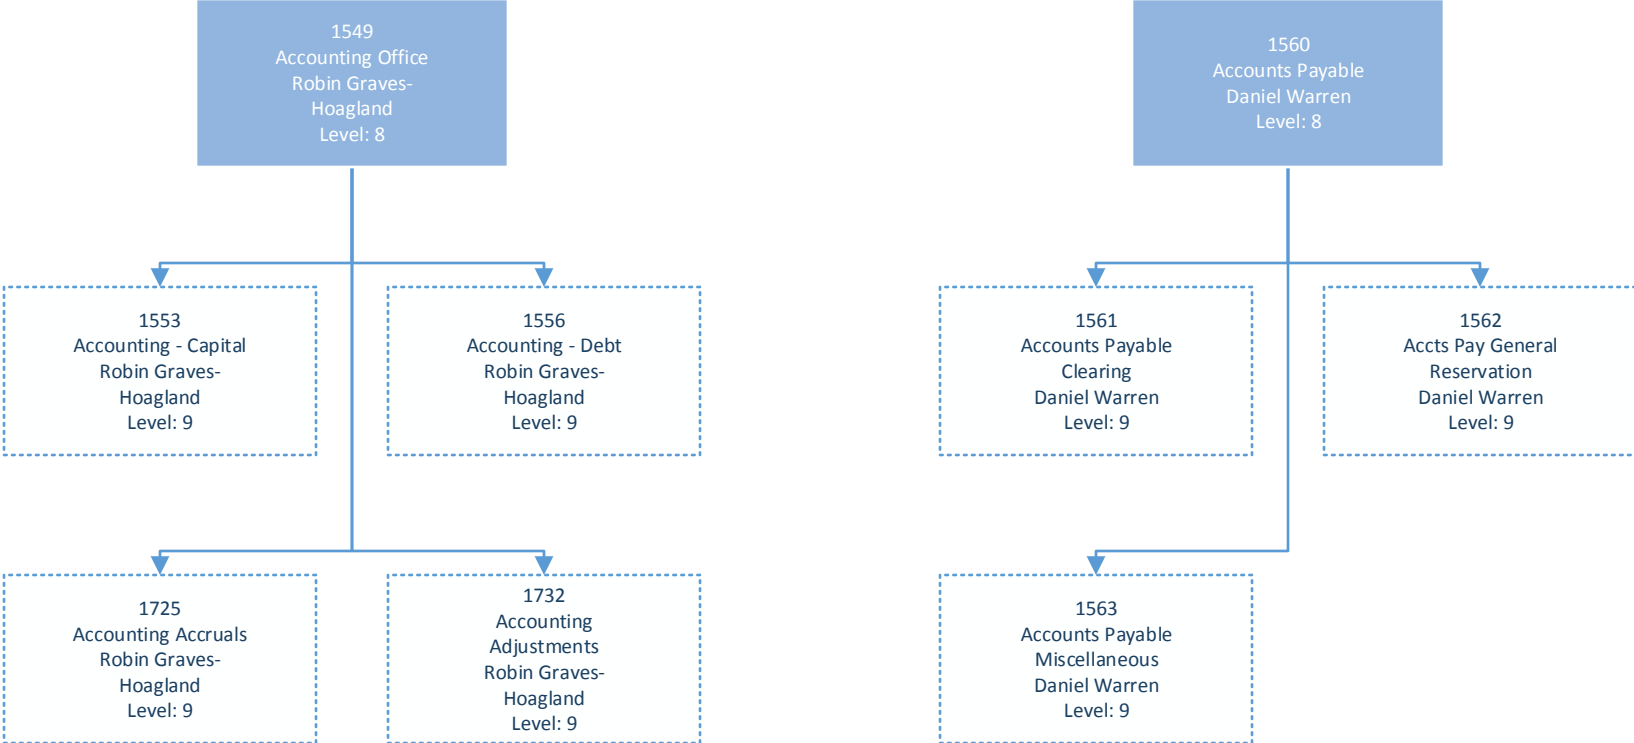 1549
Accounting Office
Robin Graves-
Hoagland
Level: 8
1560
Accounts Payable
Daniel Warren
Level: 8
1553
Accounting - Capital
Robin Graves-
Hoagland
Level: 9
1556
Accounting - Debt
Robin Graves-
Hoagland
Level: 9
1561
Accounts Payable
Clearing
Daniel Warren
Level: 9
1562
Accts Pay General
Reservation
Daniel Warren
Level: 9
1725
Accounting Accruals
Robin Graves-
Hoagland
Level: 9
1732
Accounting
Adjustments
Robin Graves-
Hoagland
Level: 9
1563
Accounts Payable
Miscellaneous
Daniel Warren
Level: 9